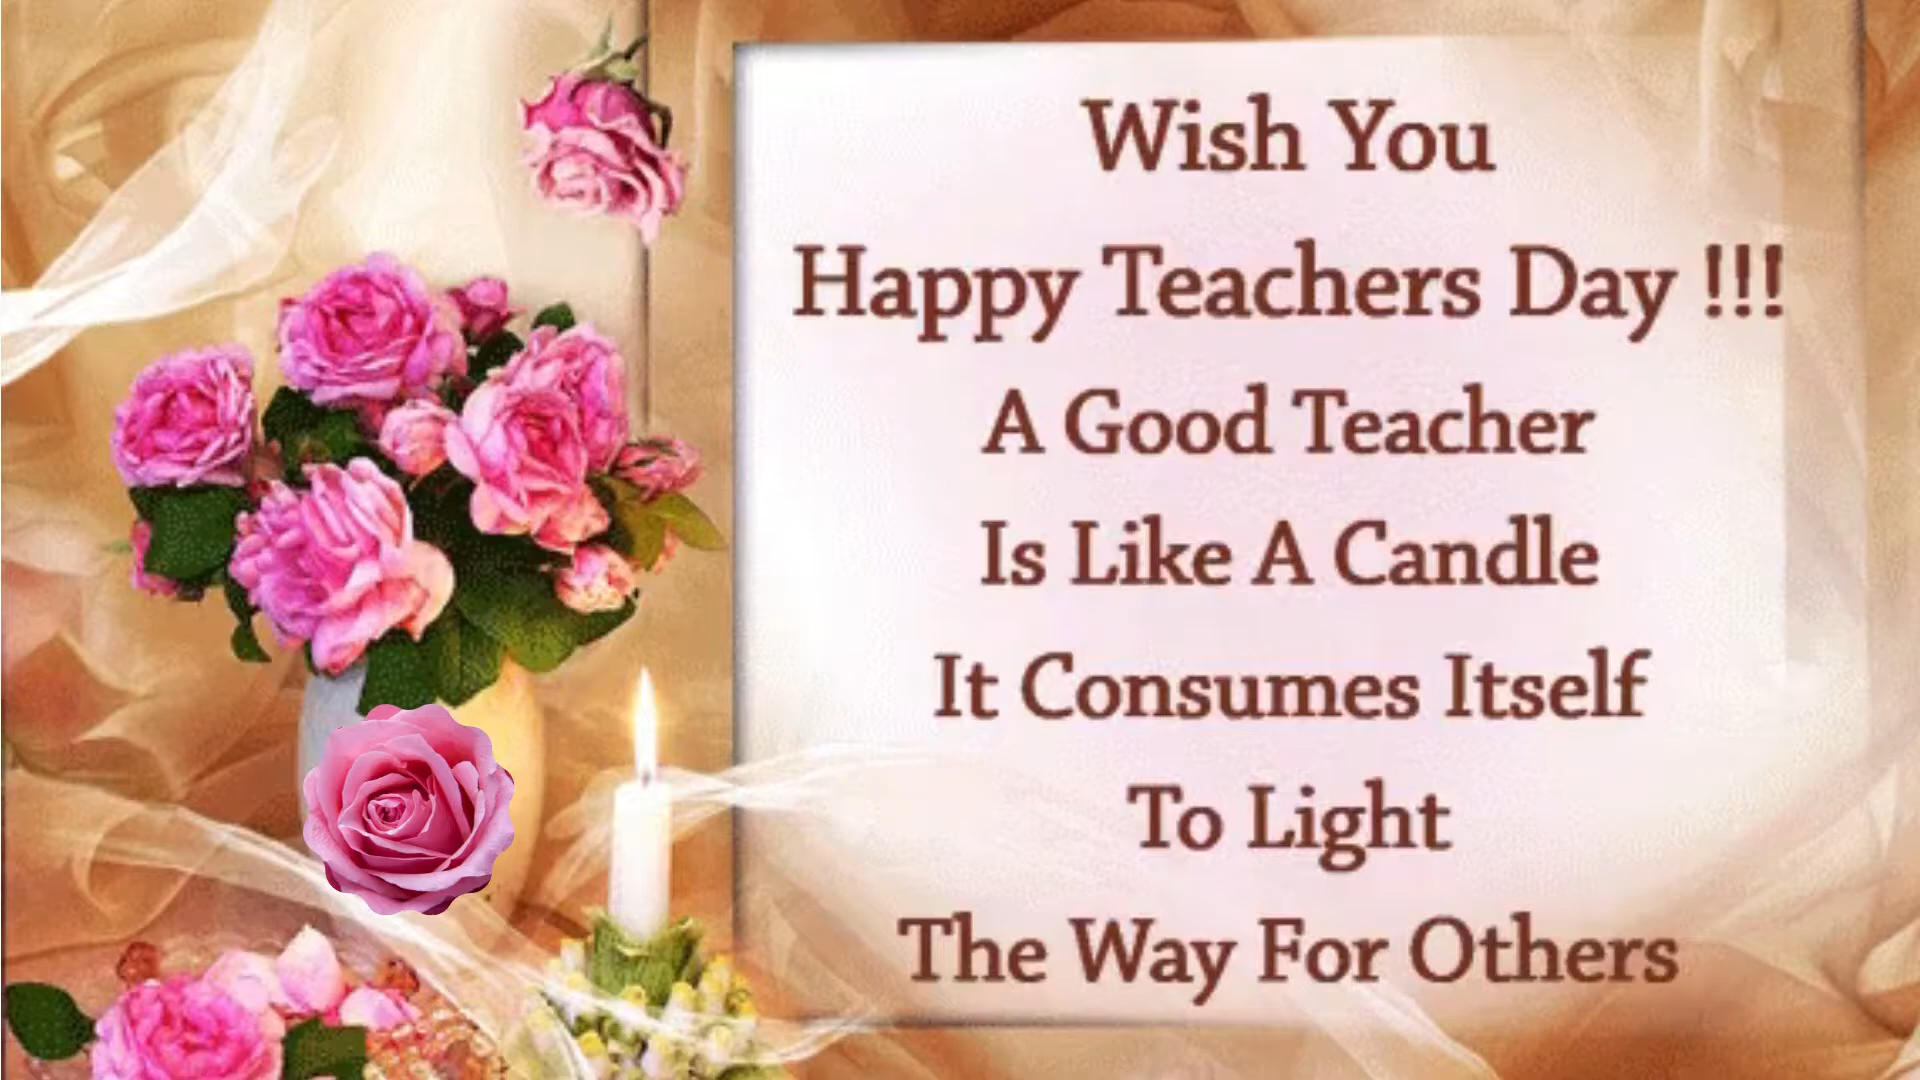 Wish You
Happy Teachers Day !!!
A Good Teacher
Is Like A Candle
It Consumes Itself
To Light
The Way For Others